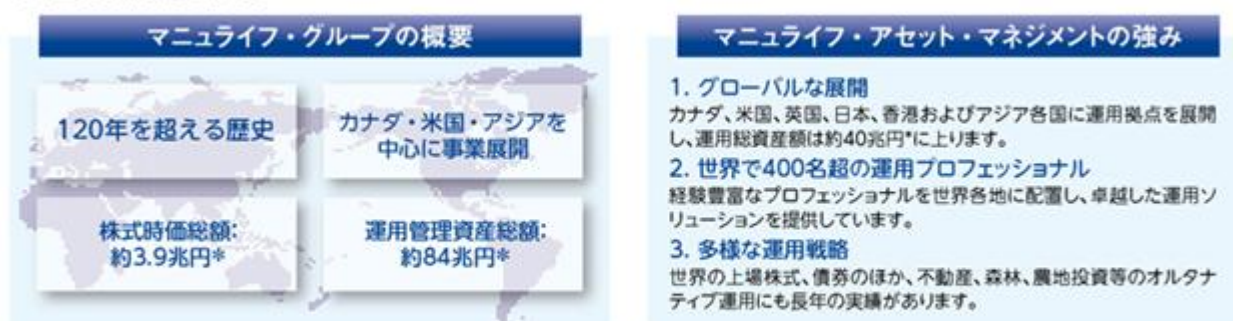 マニュライフ・グループの概要
120年を超える歴史
カナダ・米国・アジアを
中心に事業展開
株式時価総額:
約3.9兆円*
運用管理資産総額:
約84兆円*
マニュライフ・アセット・マネジメントの強み
1. グローバルな展開
カナダ、米国、英国、日本、香港およびアジア各国に運用拠点を展開
し、運用総資産額は約40兆円*に上ります。
2. 世界で400名超の運用プロフェッショナル
経験豊富なプロフェッショナルを世界各地に配置し、卓越した運用ソ
リューションを提供しています。
3. 多様な運用戦略
世界の上場株式、債券のほか、不動産、森林、農地投資等のオルタナ
ティブ運用にも長年の実績があります。